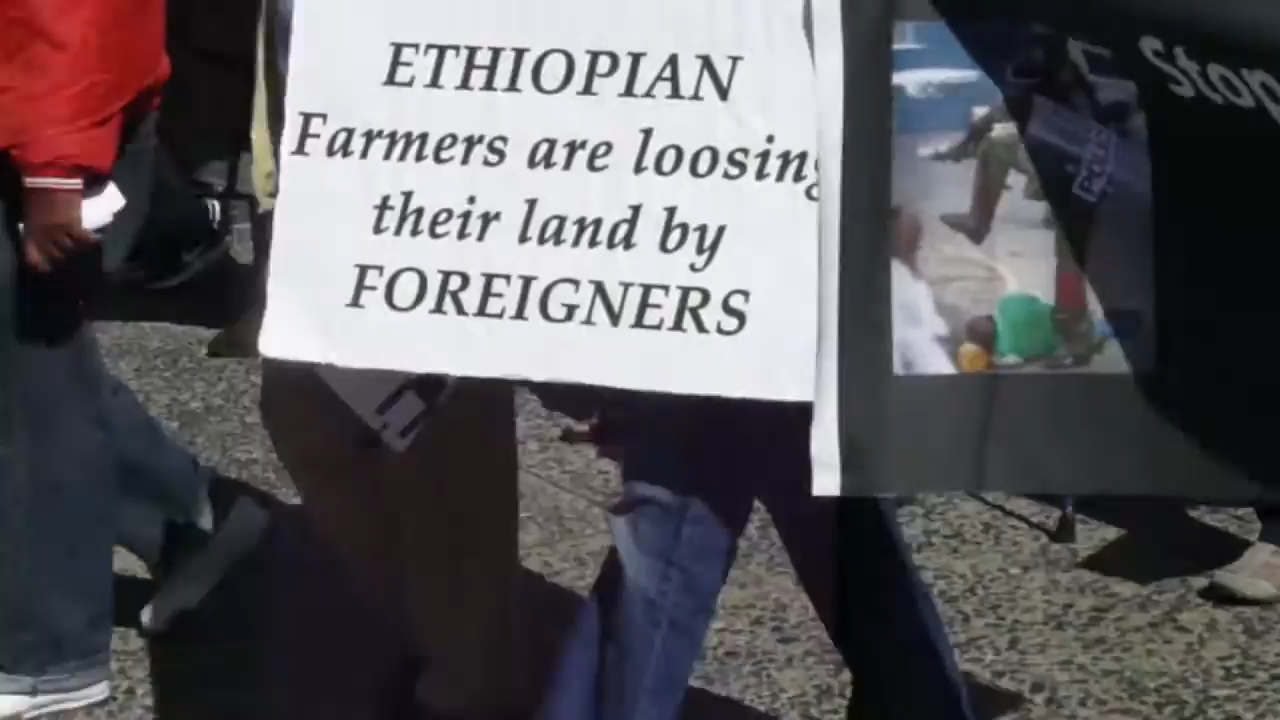 ETHIOPIAN
Farmers are loosing
their land by
FOREIGNERS
Stop